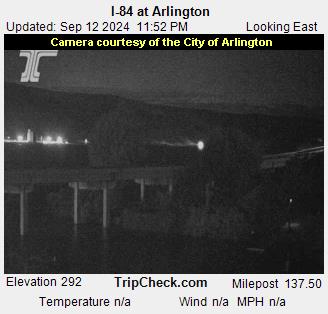 I-84 at Arlington
Updated: Sep 12 2024 11:52 PM Looking East
Camera courtesy of the City of Arlington
Elevation 292 TripCheck.com Milepost 137.50
Temperature n/a Wind n/a MPH n/a